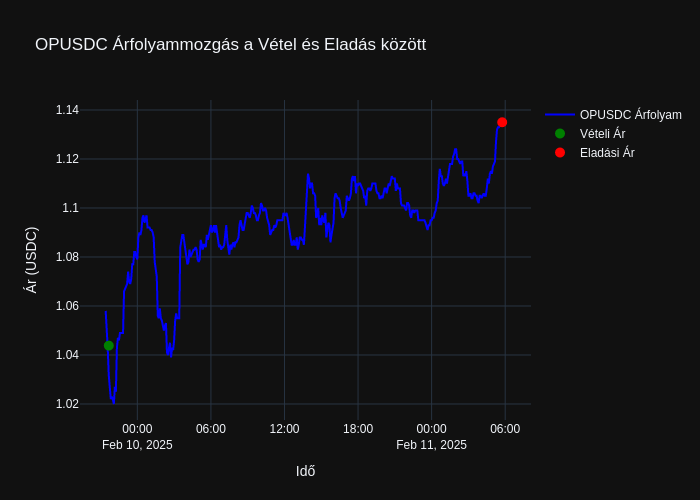 OPUSDC Árfolyammozgás a Vétel és Eladás között
OPUSDC Árfolyam
Vételi Ár
Eladási Ár
Ár (USDC)
1.14
1.12
1.1
1.08
1.06
1.04
1.02
00:00 06:00 12:00 18:00 00:00 06:00
Feb 10, 2025 Feb 11, 2025
Idő